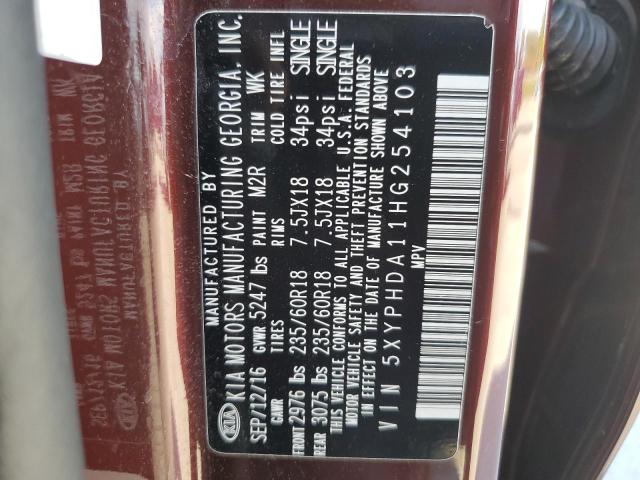 KIA
MANUFACTURED BY
KIA MOTORS MANUFACTURING GEORGIA, INC.
SEP/12/16 GVWR 5247 lbs PAINT M2R TRIM WK
GAWR RIMS COLD TIRE INFL
FRONT 2976 lbs 235/60R18 7.5JX18 34psi SINGLE
REAR 3075 lbs 235/60R18 7.5JX18 34psi SINGLE
THIS VEHICLE CONFORMS TO ALL APPLICABLE U.S.A. FEDERAL
MOTOR VEHICLE SAFETY AND THEFT PREVENTION STANDARDS
IN EFFECT ON THE DATE OF MANUFACTURE SHOWN ABOVE
VIN 5XYPHDA11HG254103
MPV